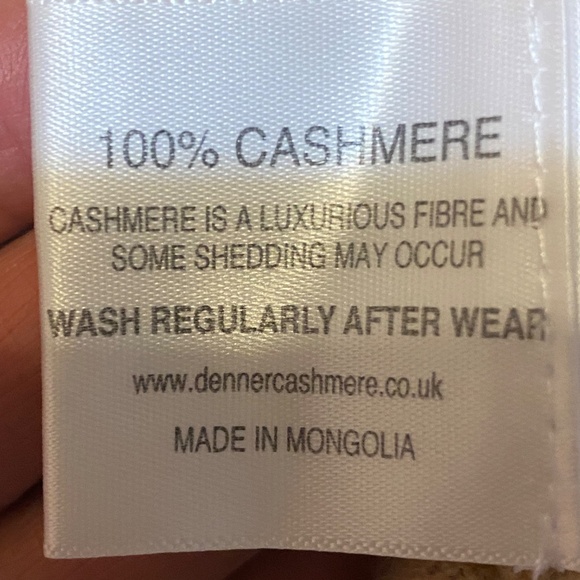 100% CASHMERE
CASHMERE IS A LUXURIOUS FIBRE AND
SOME SHEDDING MAY OCCUR
WASH REGULARLY AFTER WEAR
www.dennercashmere.co.uk
MADE IN MONGOLIA